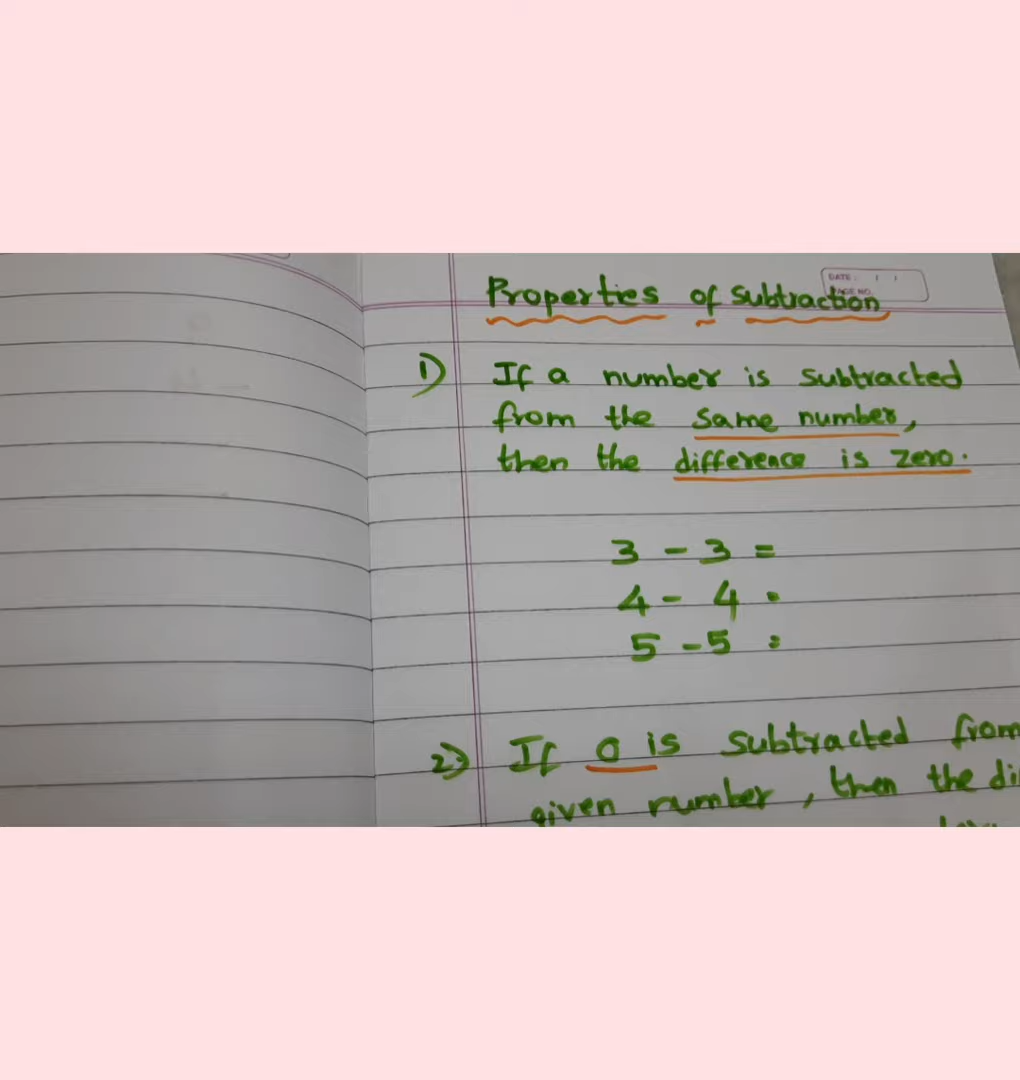 DATE : / /
PAGE NO.
Properties of subtraction
1) If a number is subtracted
from the same number,
then the difference is zero.
3 - 3 =
4 - 4 =
5 - 5 =
2) If 0 is subtracted from
given number, then the